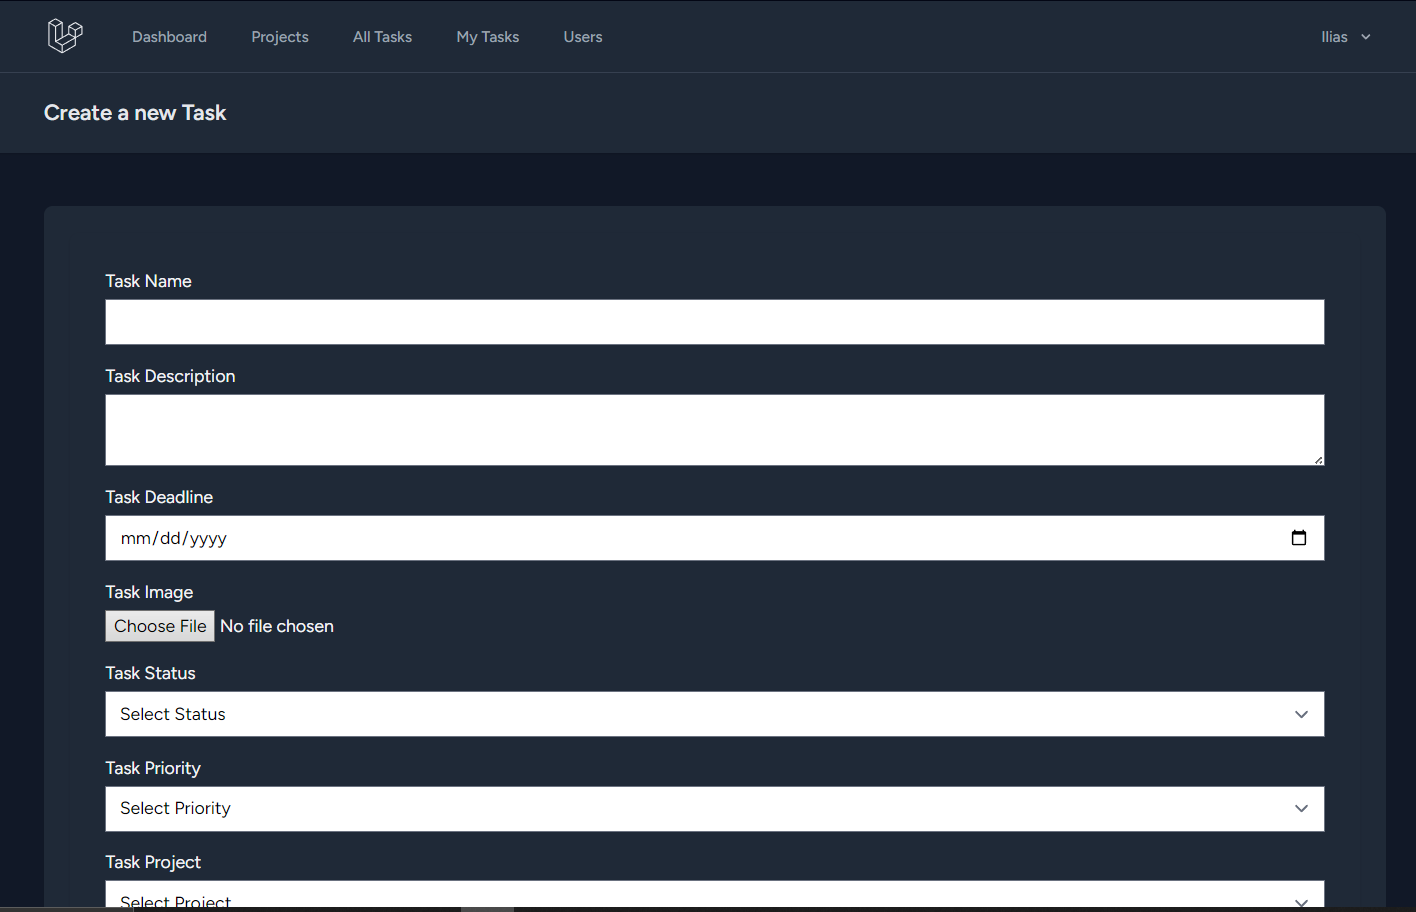 Dashboard Projects All Tasks My Tasks Users Ilias
Create a new Task
Task Name
Task Description
Task Deadline
mm/dd/yyyy
Task Image
Choose File No file chosen
Task Status
Select Status
Task Priority
Select Priority
Task Project
Select Project